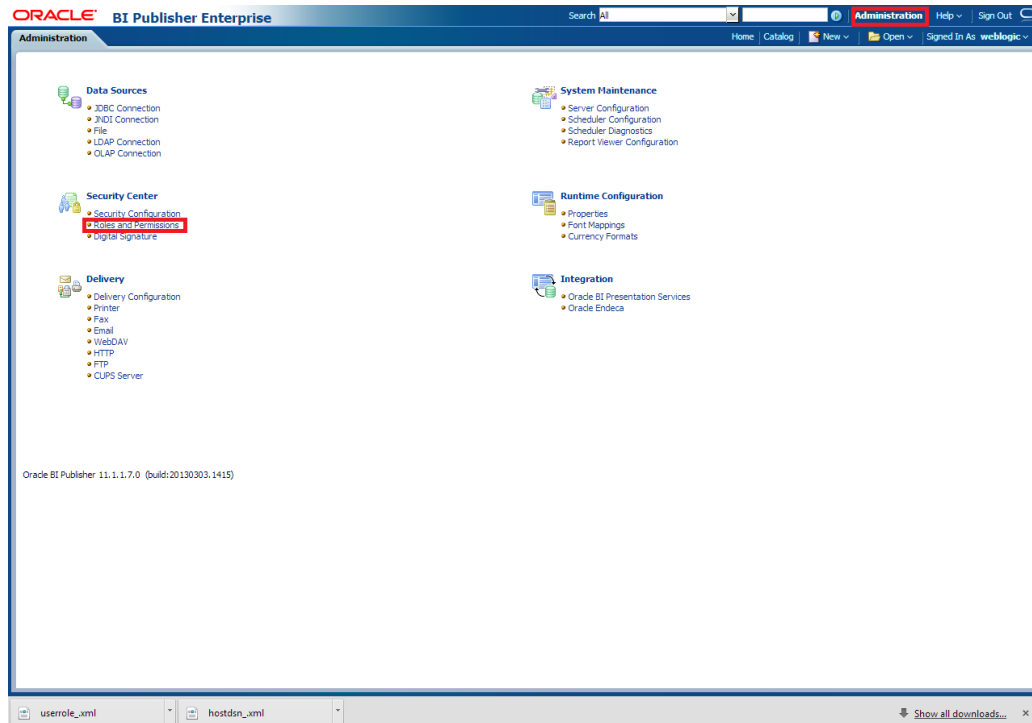 ORACLE BI Publisher Enterprise
Search All Administration Help Sign Out
Administration
Home Catalog New Open Signed In As weblogic
Data Sources
JDBC Connection
JNDI Connection
File
LDAP Connection
OLAP Connection
System Maintenance
Server Configuration
Scheduler Configuration
Scheduler Diagnostics
Report Viewer Configuration
Security Center
Security Configuration
Roles and Permissions
Digital Signature
Runtime Configuration
Properties
Font Mappings
Currency Formats
Delivery
Delivery Configuration
Printer
Fax
Email
WebDAV
HTTP
FTP
CUPS Server
Integration
Oracle BI Presentation Services
Oracle Endeca
Oracle BI Publisher 11.1.1.7.0 (build:20130303.1415)
userrole_.xml
hostdsn_.xml
Show all downloads...